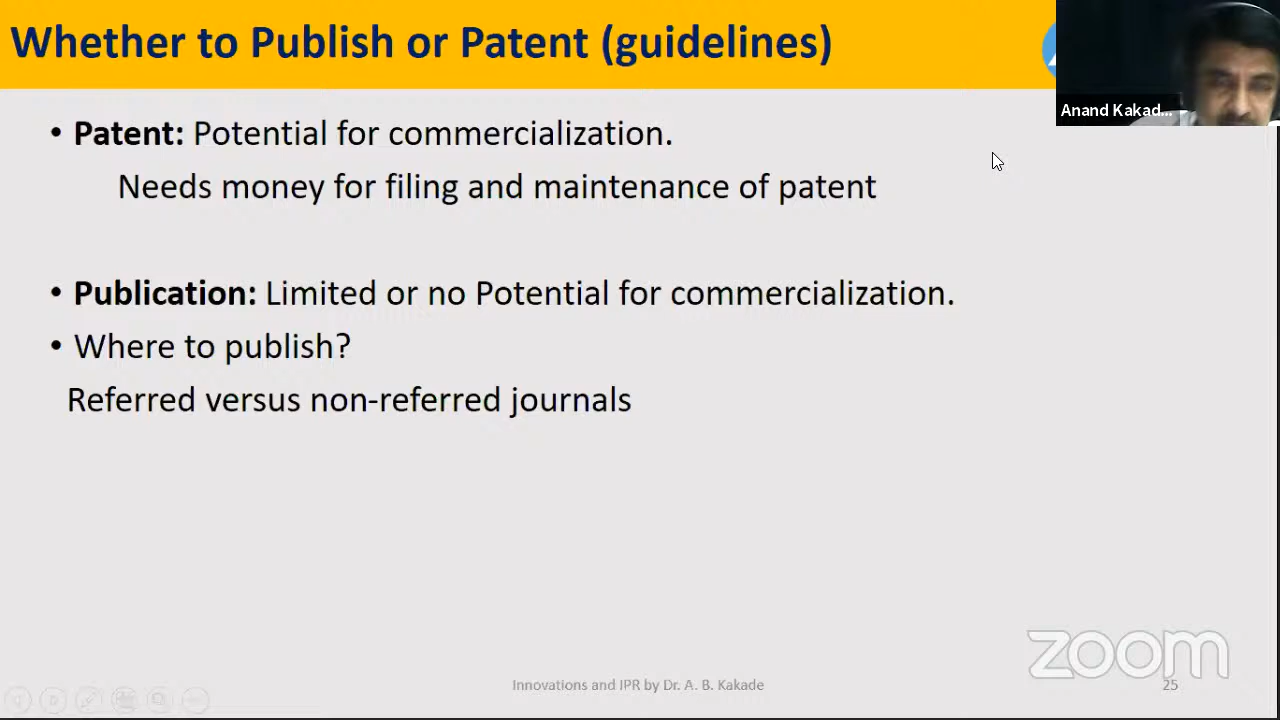 Whether to Publish or Patent (guidelines)
Anand Kakad...
• Patent: Potential for commercialization.
Needs money for filing and maintenance of patent
• Publication: Limited or no Potential for commercialization.
• Where to publish?
Referred versus non-referred journals
zoom
Innovations and IPR by Dr. A. B. Kakade
25